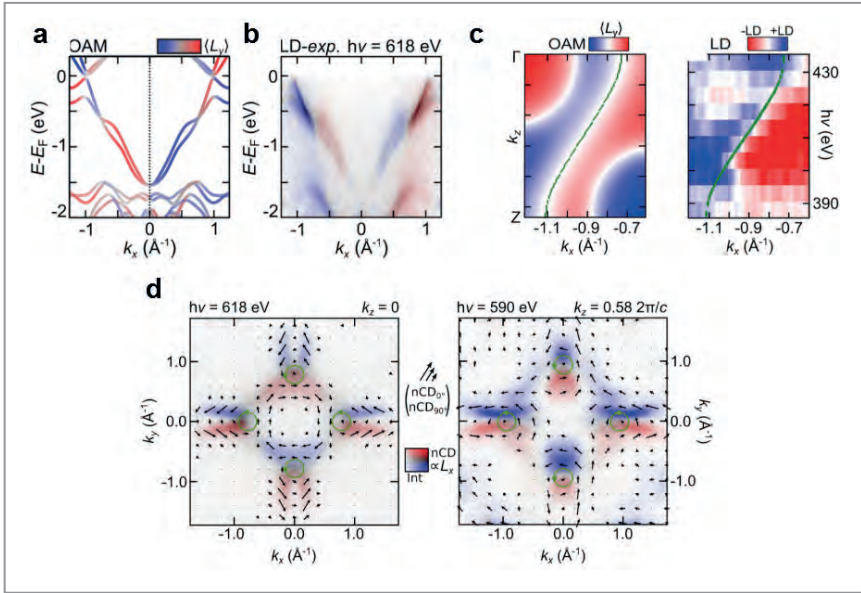 a
OAM
⟨Ly⟩
b
LD-exp. hν = 618 eV
c
OAM
⟨Ly⟩
LD
-LD
+LD
E-EF (eV)
0
-1
-2
-1
0
1
kx (Å⁻¹)
E-EF (eV)
0
-1
-2
-1
0
1
kx (Å⁻¹)
Γ
kz
Z
-1.1
-0.9
-0.7
kx (Å⁻¹)
430
hν (eV)
390
-1.1
-0.9
-0.7
kx (Å⁻¹)
d
hν = 618 eV
kz = 0
ky (Å⁻¹)
1.0
0.0
-1.0
-1.0
0.0
1.0
kx (Å⁻¹)
(nCD0°
nCD90°)
nCD
∝Lx
Int
hν = 590 eV
kz = 0.58 2π/c
1.0
0.0
-1.0
ky (Å⁻¹)
-1.0
0.0
1.0
kx (Å⁻¹)